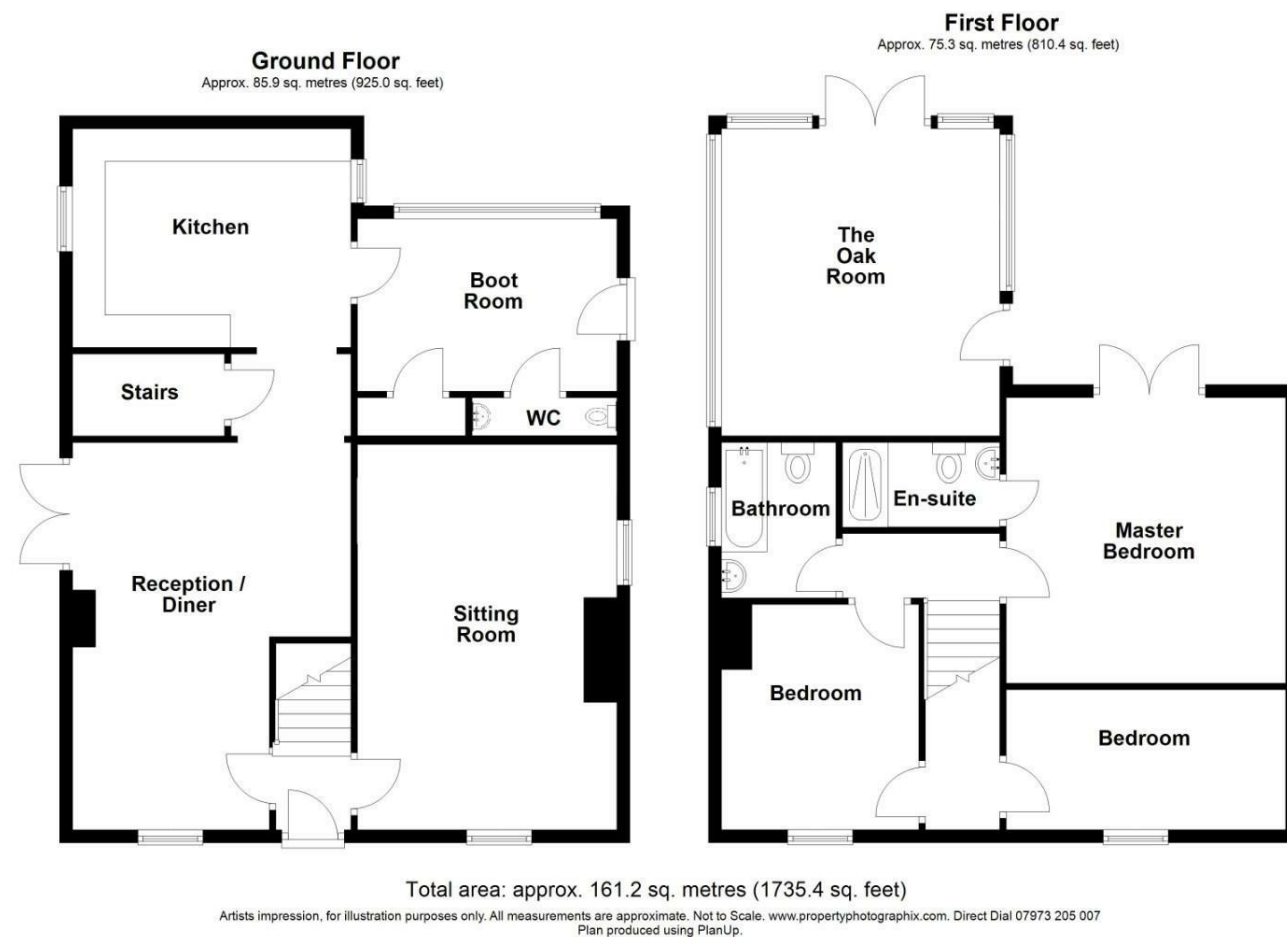 Ground Floor
Approx. 85.9 sq. metres (925.0 sq. feet)
Kitchen
Boot
Room
Stairs
WC
Reception /
Diner
Sitting
Room
First Floor
Approx. 75.3 sq. metres (810.4 sq. feet)
The
Oak
Room
Bathroom
En-suite
Master
Bedroom
Bedroom
Bedroom
Total area: approx. 161.2 sq. metres (1735.4 sq. feet)
Artists impression, for illustration purposes only. All measurements are approximate. Not to Scale. www.propertyphotographix.com. Direct Dial 07973 205 007
Plan produced using PlanUp.